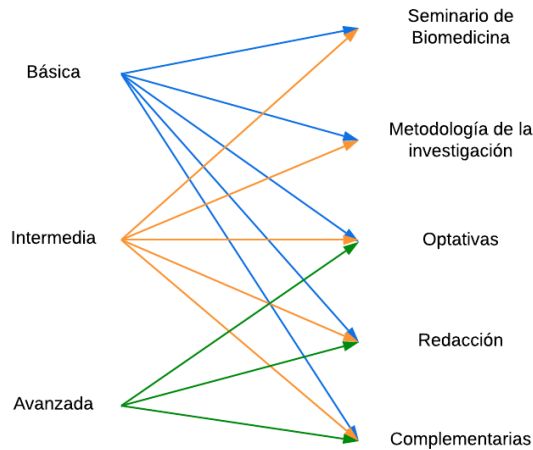 Básica
Intermedia
Avanzada
Seminario de
Biomedicina
Metodología de la
investigación
Optativas
Redacción
Complementarias